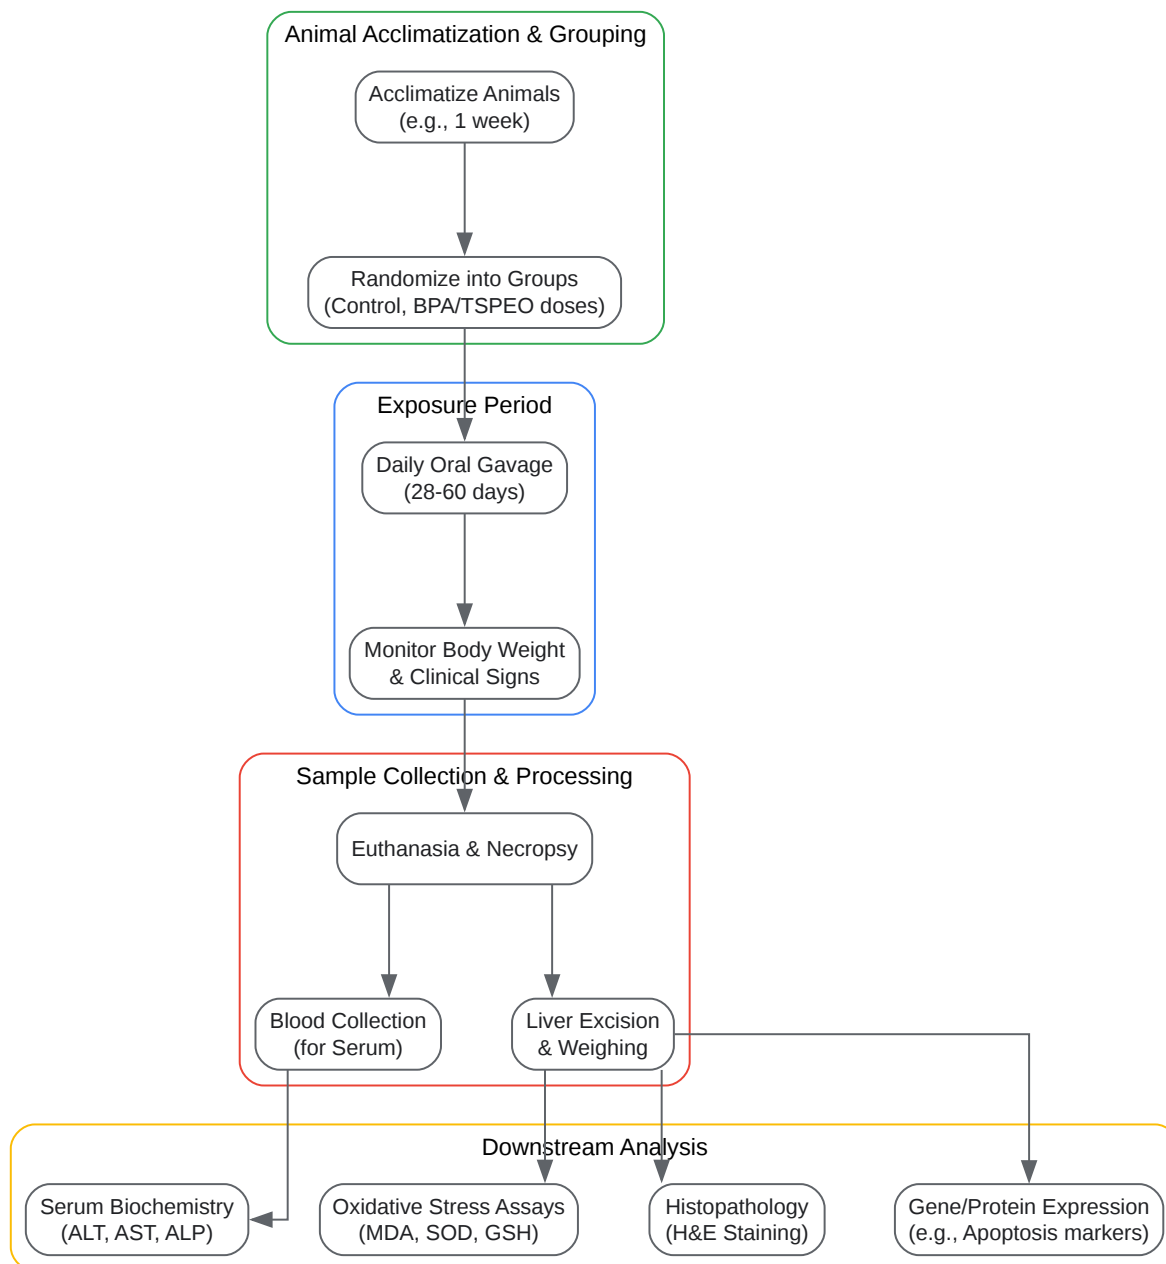 Animal Acclimatization & Grouping
Acclimatize Animals
(e.g., 1 week)
Randomize into Groups
(Control, BPA/TSPEO doses)
Exposure Period
Daily Oral Gavage
(28-60 days)
Monitor Body Weight
& Clinical Signs
Sample Collection & Processing
Euthanasia & Necropsy
Blood Collection
(for Serum)
Liver Excision
& Weighing
Downstream Analysis
Serum Biochemistry
(ALT, AST, ALP)
Oxidative Stress Assays
(MDA, SOD, GSH)
Histopathology
(H&E Staining)
Gene/Protein Expression
(e.g., Apoptosis markers)